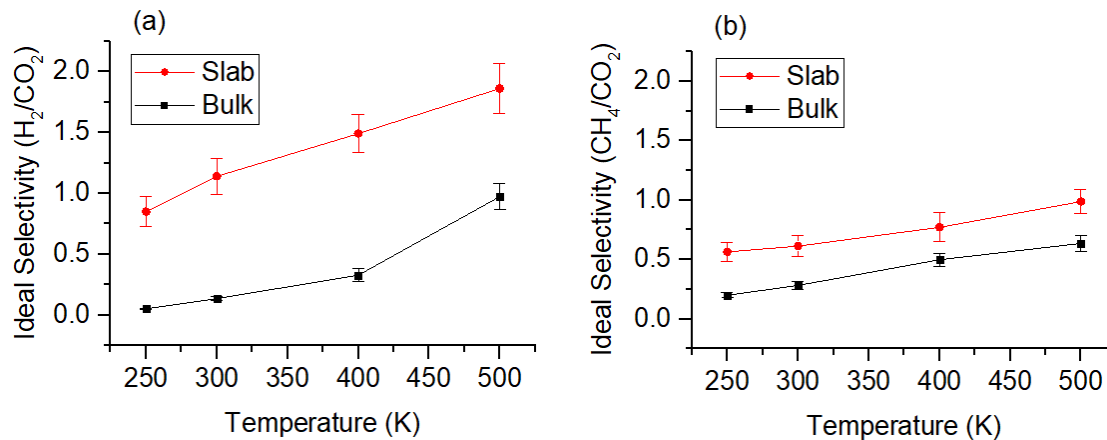 (a)
Slab
Bulk
Ideal Selectivity (H₂/CO₂)
2.0
1.5
1.0
0.5
0.0
250 300 350 400 450 500
Temperature (K)
(b)
Slab
Bulk
Ideal Selectivity (CH₄/CO₂)
2.0
1.5
1.0
0.5
0.0
250 300 350 400 450 500
Temperature (K)